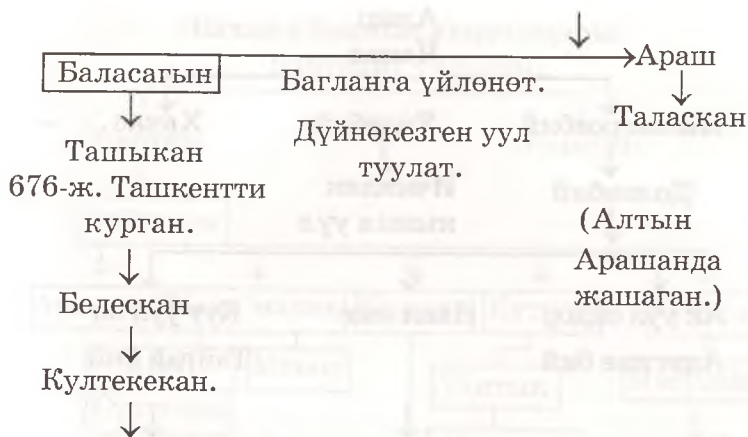 Баласагын
Араш
Багланга үйлөнөт.
Таласкан
Дүйнөкезген уул
туулат.
Ташыкан
676-ж. Ташкентти
курган.
(Алтын
Арашанда
жашаган.)
Белескан
Култекекан.